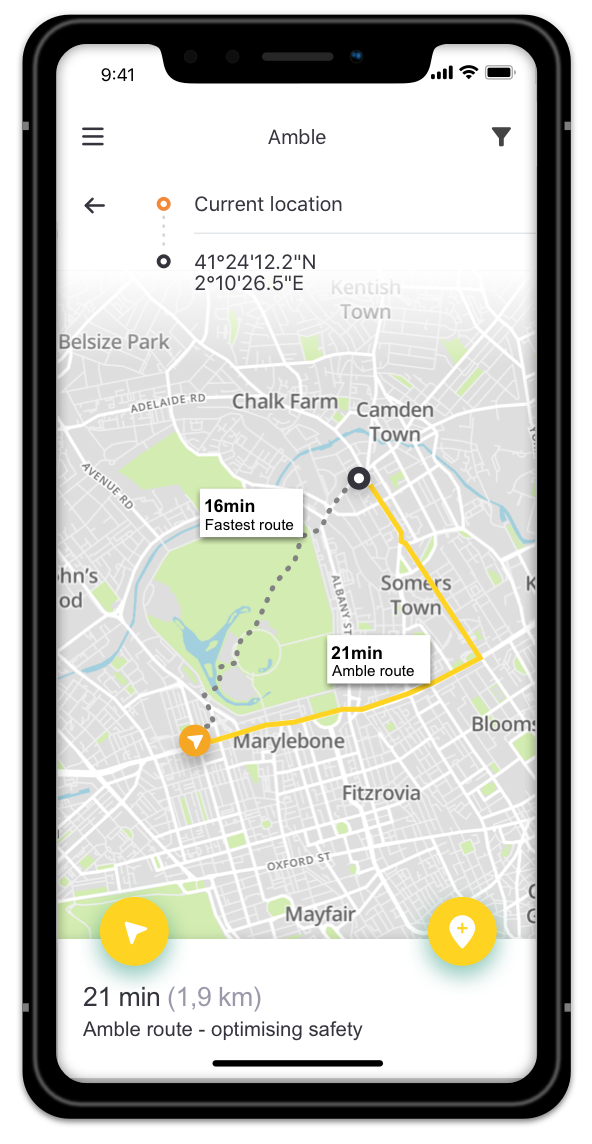 9:41
Amble
Current location
41°24'12.2"N
2°10'26.5"E
Kentish
Town
Belsize Park
ADELAIDE RD
Chalk Farm
Camden
Town
AVENUE RD
16min
Fastest route
hn's
od
ALBANY ST
Somers
Town
K
21min
Amble route
Blooms
Marylebone
Fitzrovia
OXFORD ST
Mayfair
21 min (1,9 km)
Amble route - optimising safety